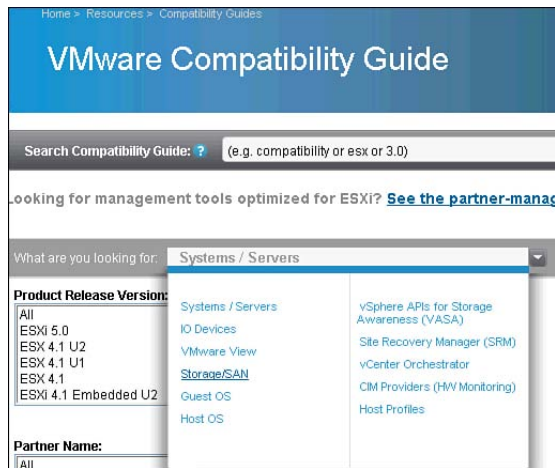 Home > Resources > Compatibility Guides
VMware Compatibility Guide
Search Compatibility Guide: ? (e.g. compatibility or esx or 3.0)
Looking for management tools optimized for ESXi? See the partner-manag
What are you looking for: Systems / Servers
Product Release Version:
All
ESXi 5.0
ESX 4.1 U2
ESX 4.1 U1
ESX 4.1
ESXi 4.1 Embedded U2
Systems / Servers
IO Devices
VMware View
Storage/SAN
Guest OS
Host OS
vSphere APIs for Storage
Awareness (VASA)
Site Recovery Manager (SRM)
vCenter Orchestrator
CIM Providers (HW Monitoring)
Host Profiles
Partner Name:
All